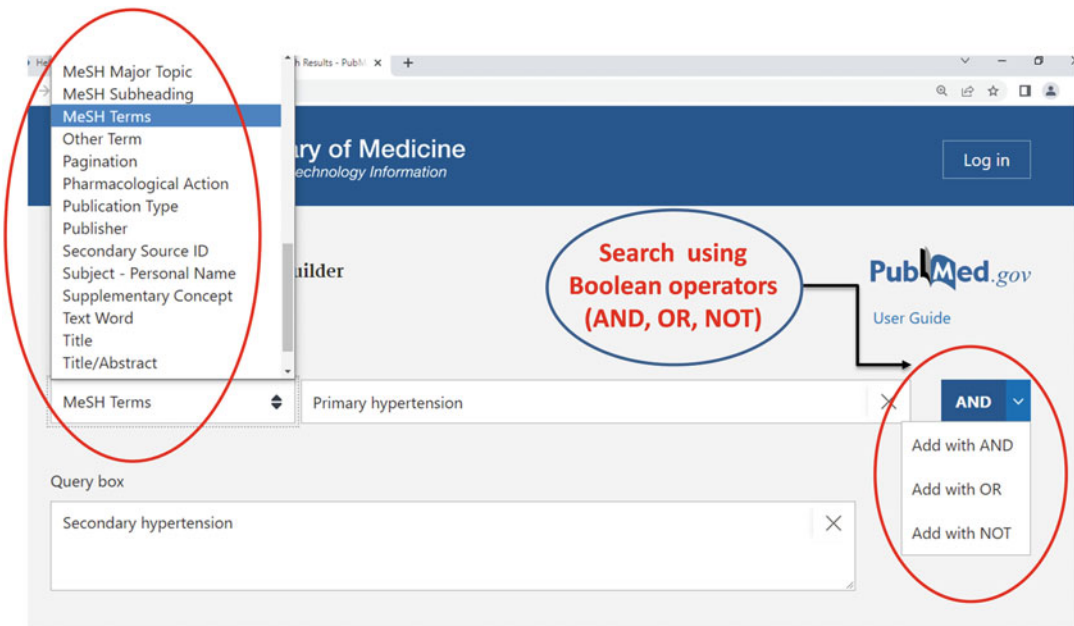 He
h Results - PubM
MeSH Major Topic
MeSH Subheading
MeSH Terms
Other Term
Pagination
Pharmacological Action
Publication Type
Publisher
Secondary Source ID
Subject - Personal Name
Supplementary Concept
Text Word
Title
Title/Abstract
ry of Medicine
echnology Information
Log in
uilder
Search using
Boolean operators
(AND, OR, NOT)
PubMed.gov
User Guide
MeSH Terms
Primary hypertension
AND
Add with AND
Add with OR
Add with NOT
Query box
Secondary hypertension